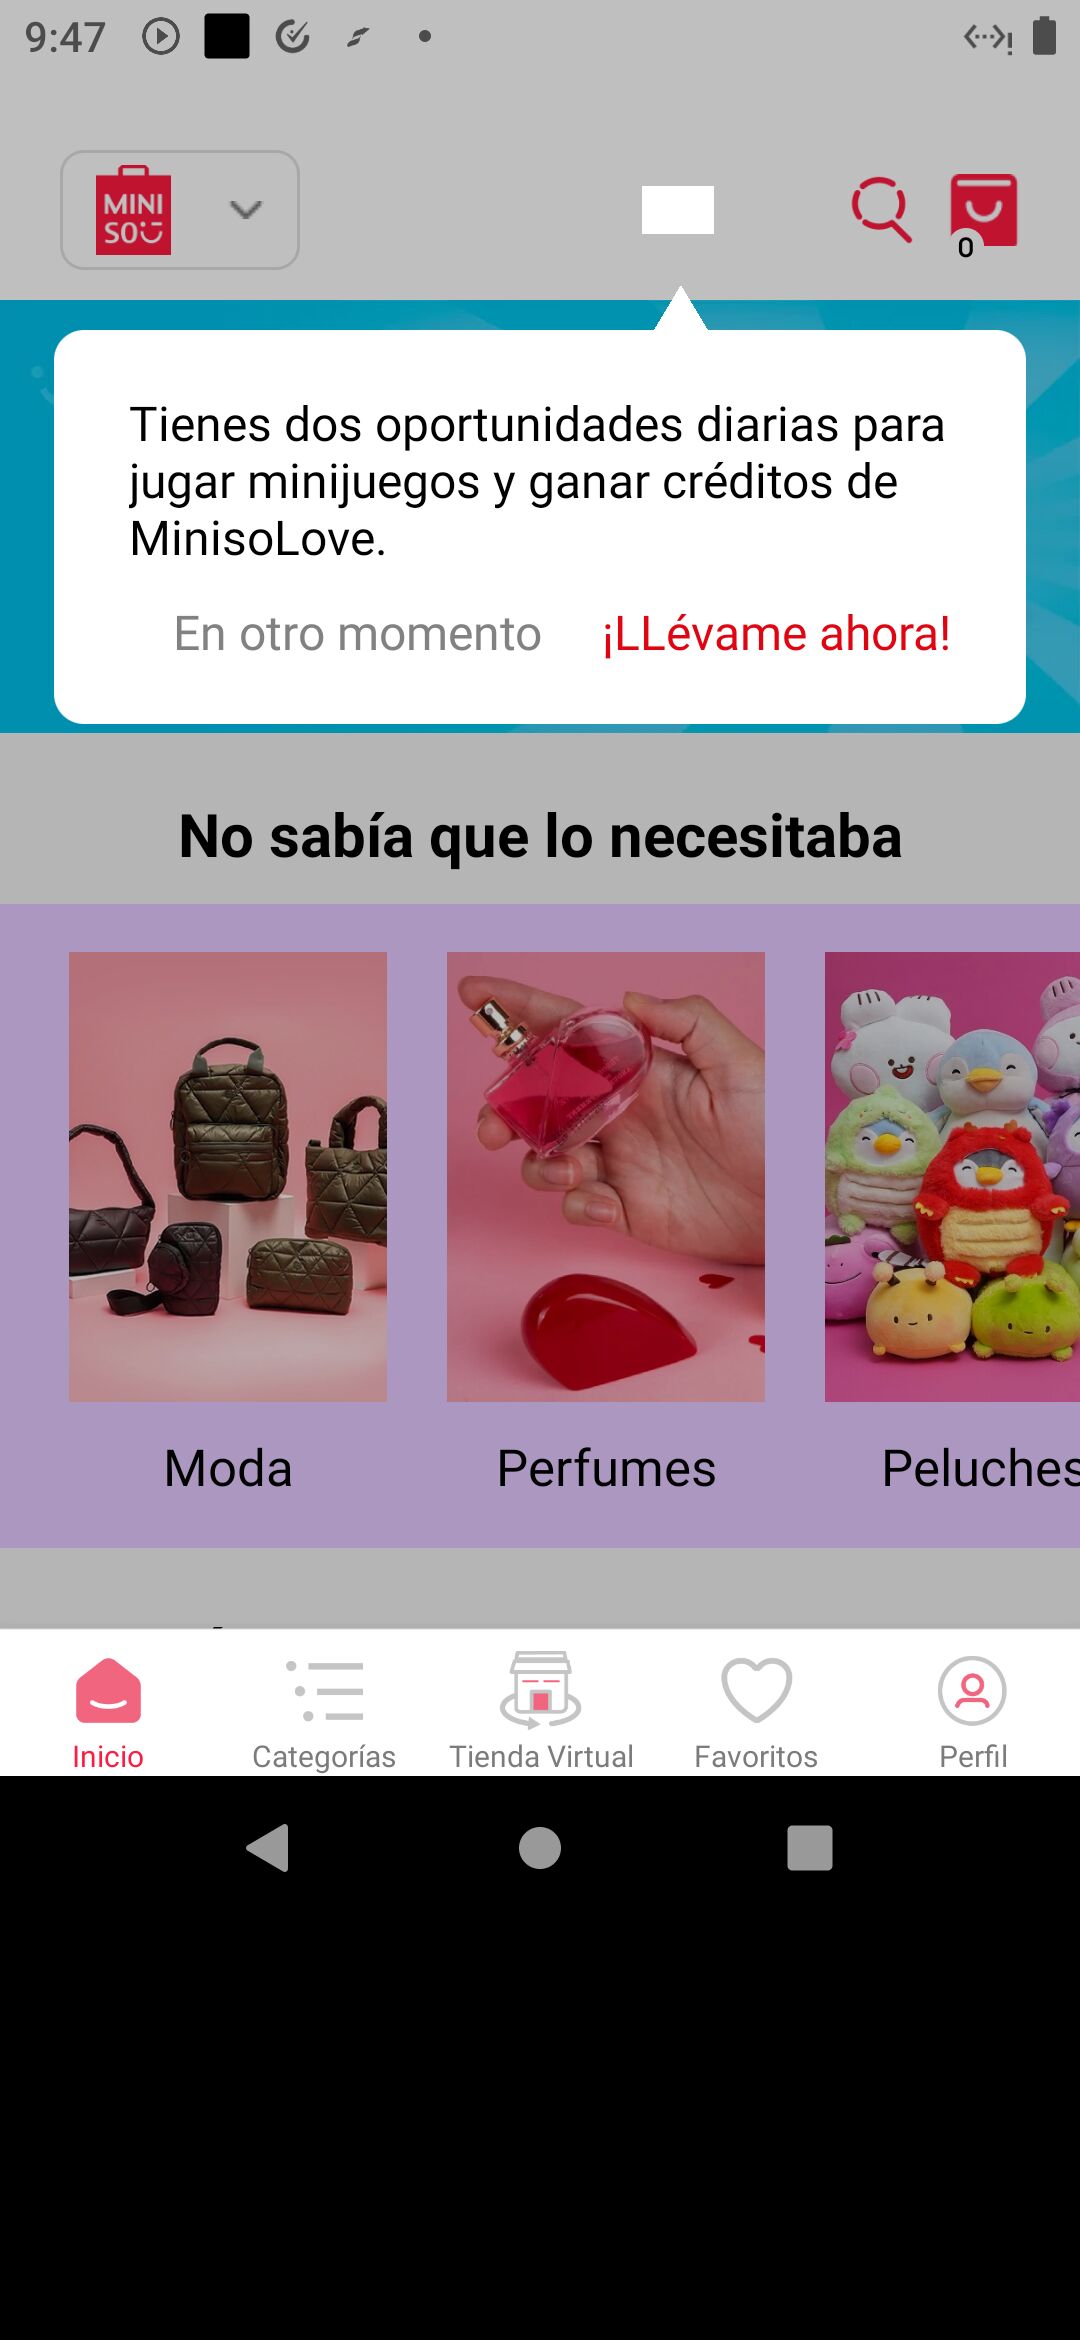 9:47
MINI
SO
0
Tienes dos oportunidades diarias para
jugar minijuegos y ganar créditos de
MinisoLove.
En otro momento
¡LLévame ahora!
No sabía que lo necesitaba
Moda
Perfumes
Peluches
Inicio
Categorías
Tienda Virtual
Favoritos
Perfil